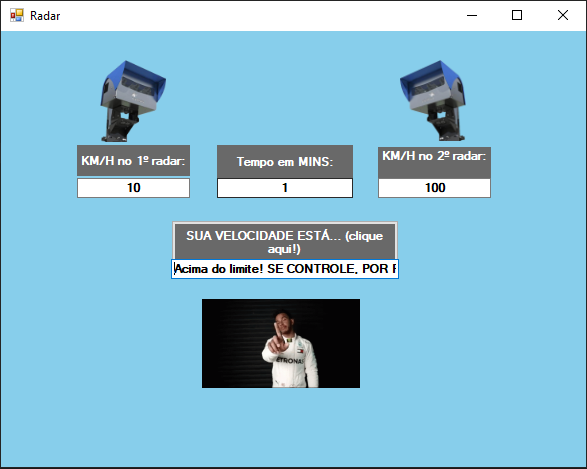 Radar
KM/H no 1º radar:
Tempo em MINS:
KM/H no 2º radar:
10
1
100
SUA VELOCIDADE ESTÁ... (clique
aqui!)
Acima do limite! SE CONTROLE, POR
PETRONAS